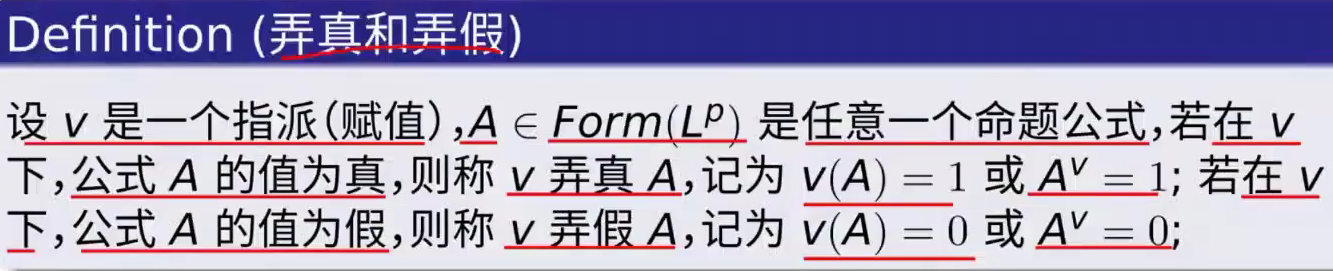 Definition (弄真和弄假)
设 v 是一个指派(赋值),A ∈ Form(Lᵖ) 是任意一个命题公式,若在 v
下,公式 A 的值为真,则称 v 弄真 A,记为 v(A) = 1 或 Aᵛ = 1; 若在 v
下,公式 A 的值为假,则称 v 弄假 A,记为 v(A) = 0 或 Aᵛ = 0;